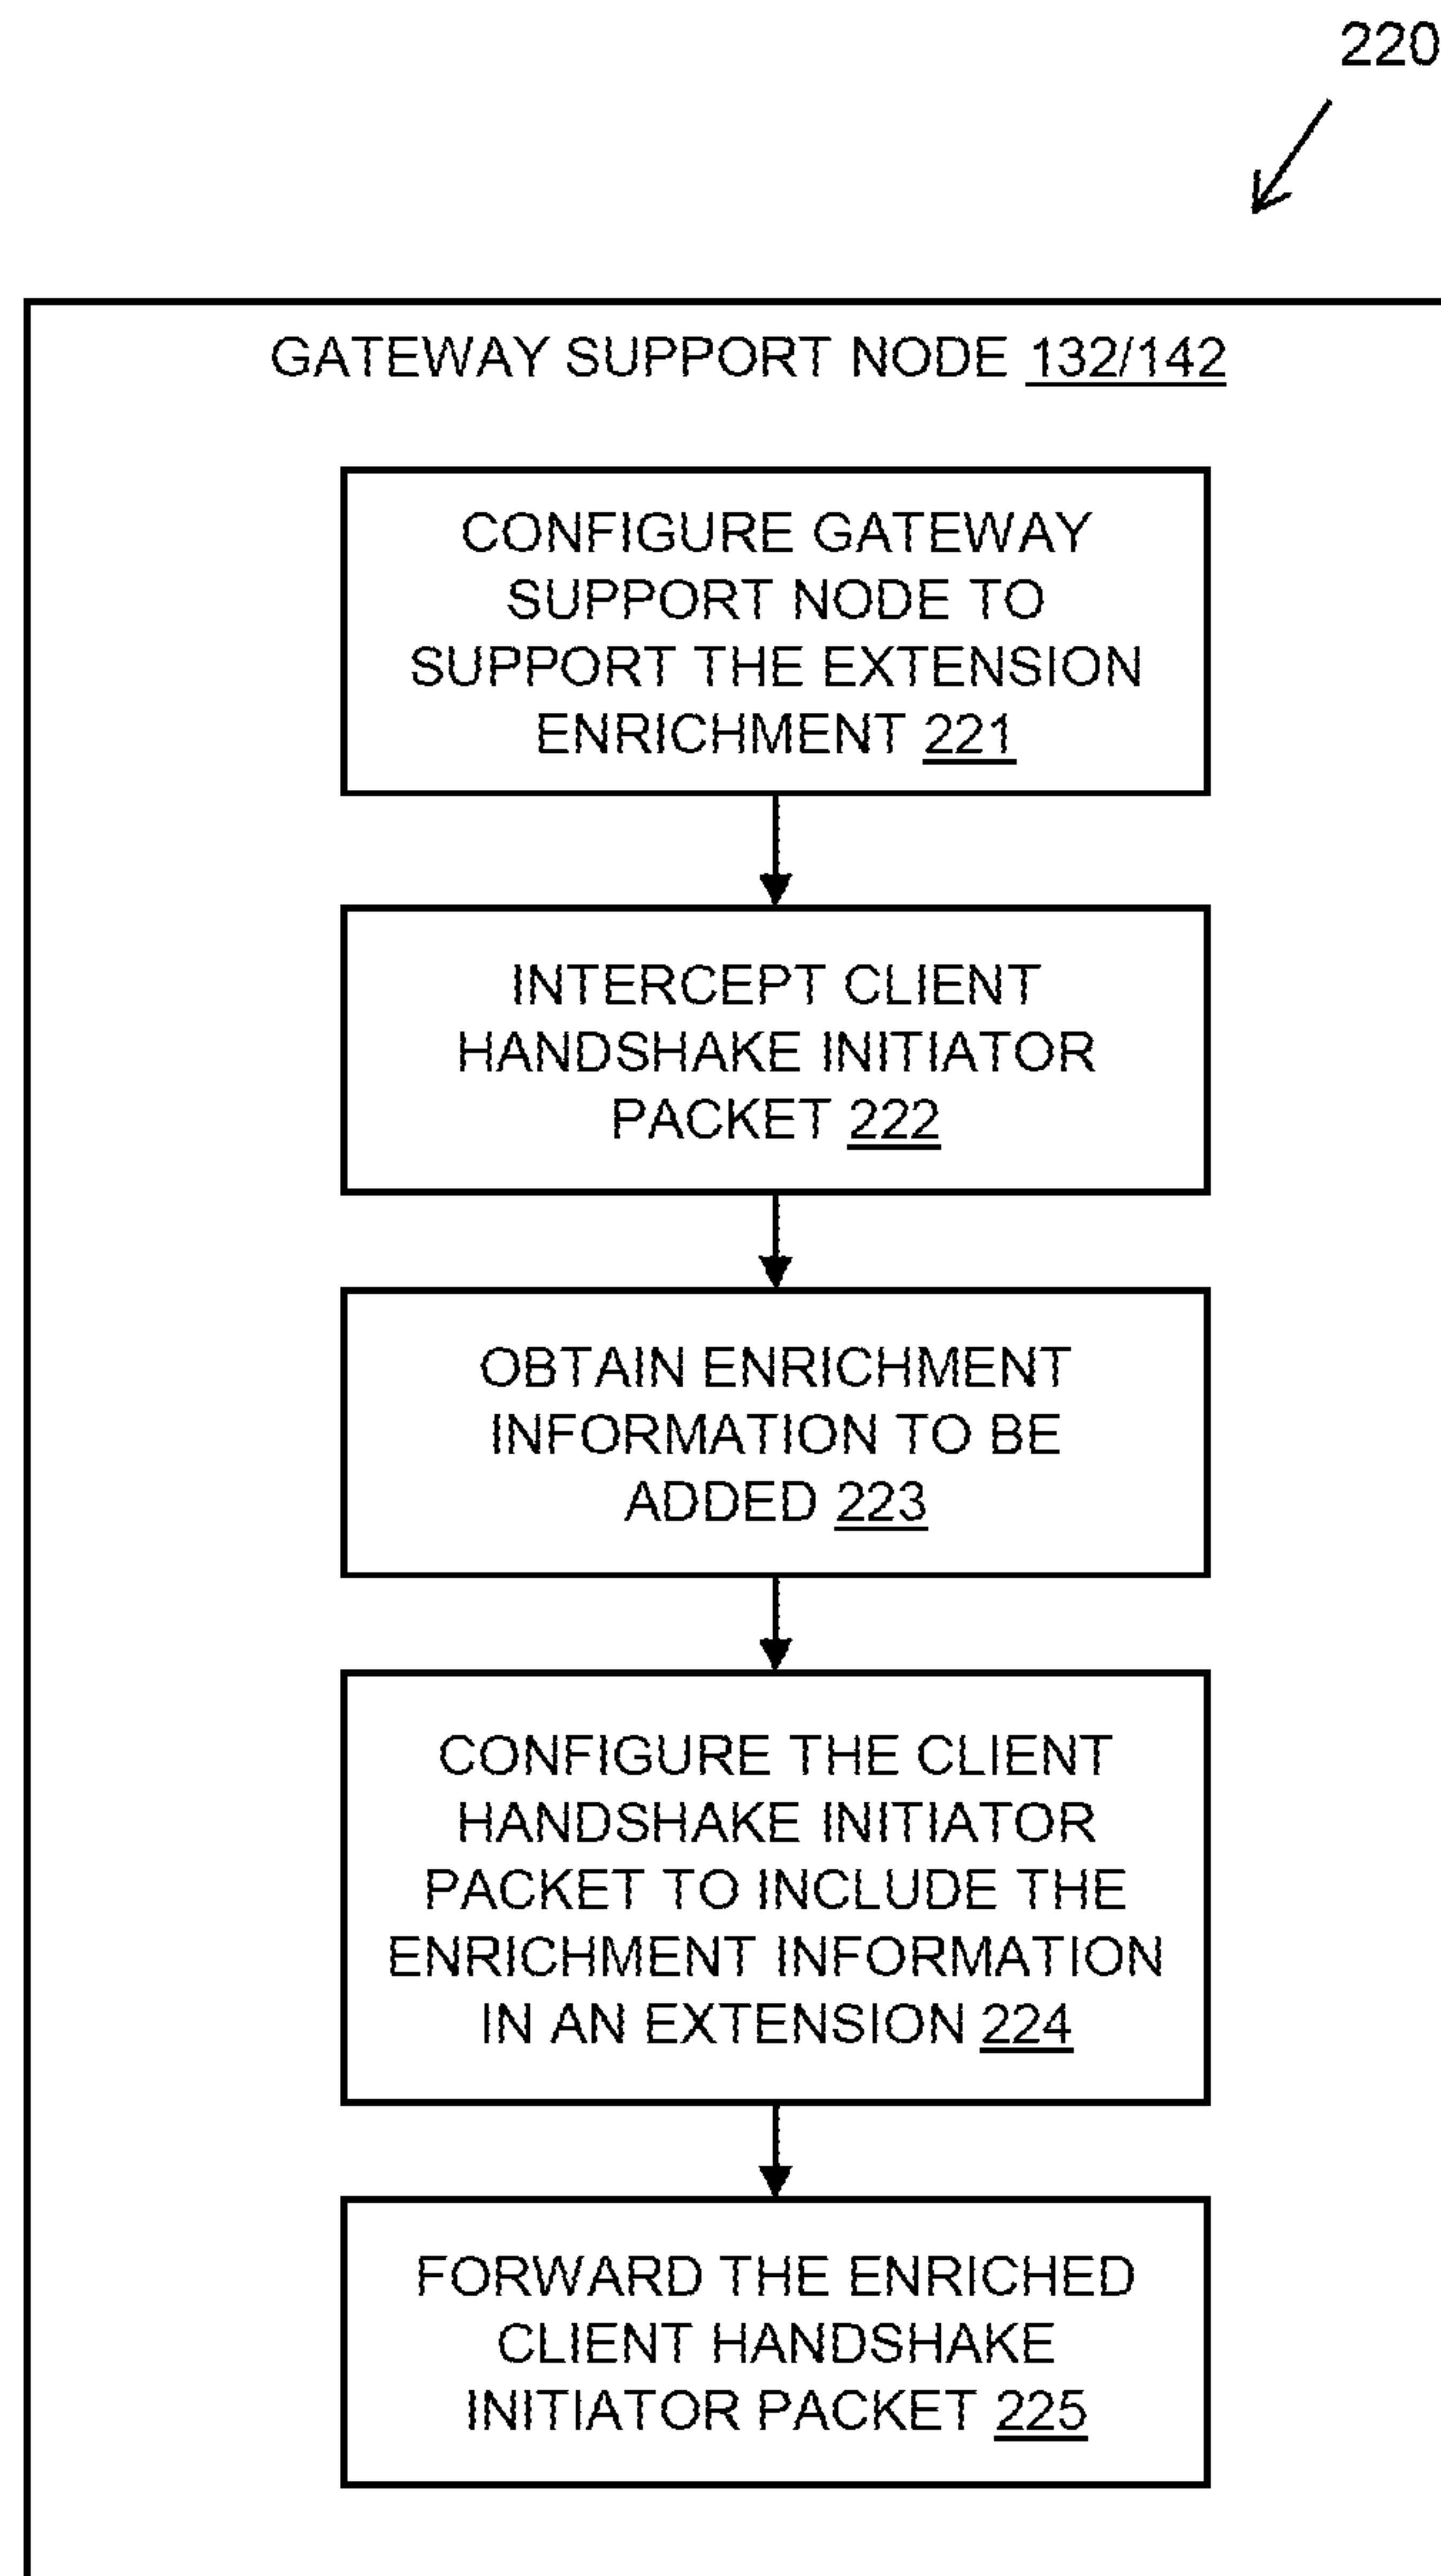 220
GATEWAY SUPPORT NODE 132/142
CONFIGURE GATEWAY
SUPPORT NODE TO
SUPPORT THE EXTENSION
ENRICHMENT 221
INTERCEPT CLIENT
HANDSHAKE INITIATOR
PACKET 222
OBTAIN ENRICHMENT
INFORMATION TO BE
ADDED 223
CONFIGURE THE CLIENT
HANDSHAKE INITIATOR
PACKET TO INCLUDE THE
ENRICHMENT INFORMATION
IN AN EXTENSION 224
FORWARD THE ENRICHED
CLIENT HANDSHAKE
INITIATOR PACKET 225